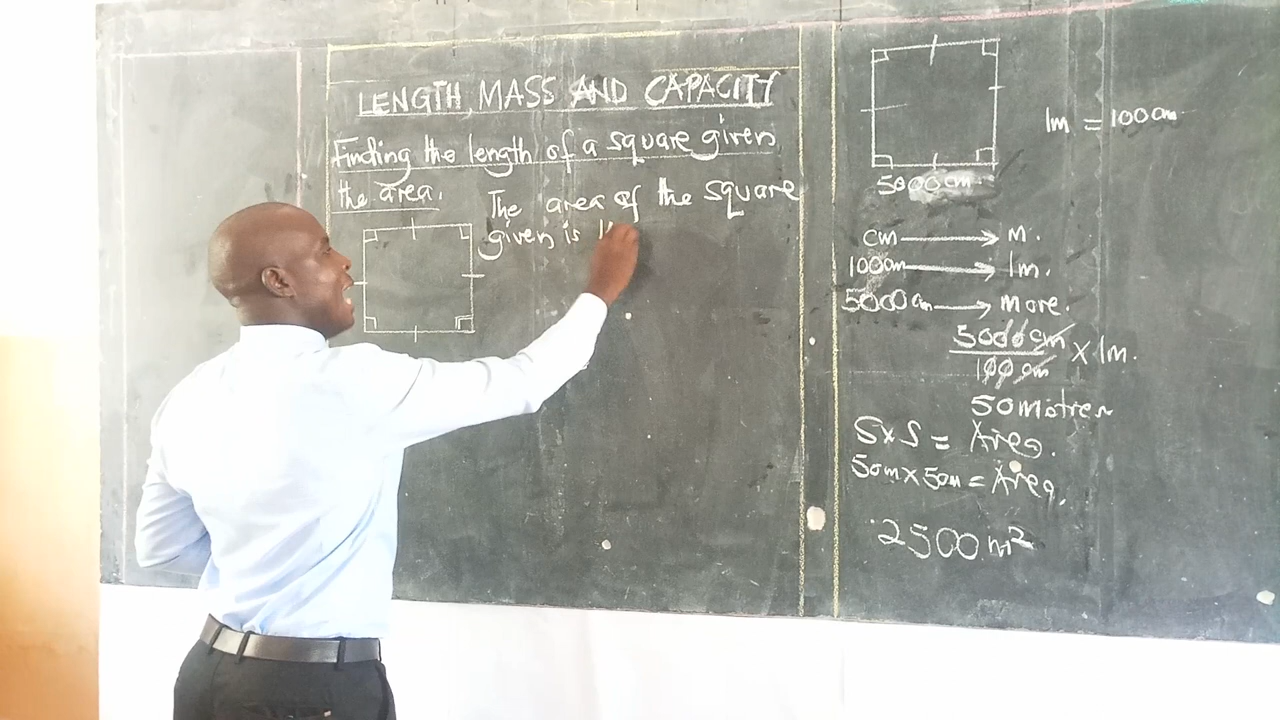 LENGTH, MASS AND CAPACITY
Finding the length of a square given
the area.
The area of the square
given is
5000cm
1m = 100cm
cm → m.
100cm → 1m.
5000cm → more.
5000cm
100cm
X 1m.
50 metres
SxS = Area.
50m x 50m = Area.
2500m²